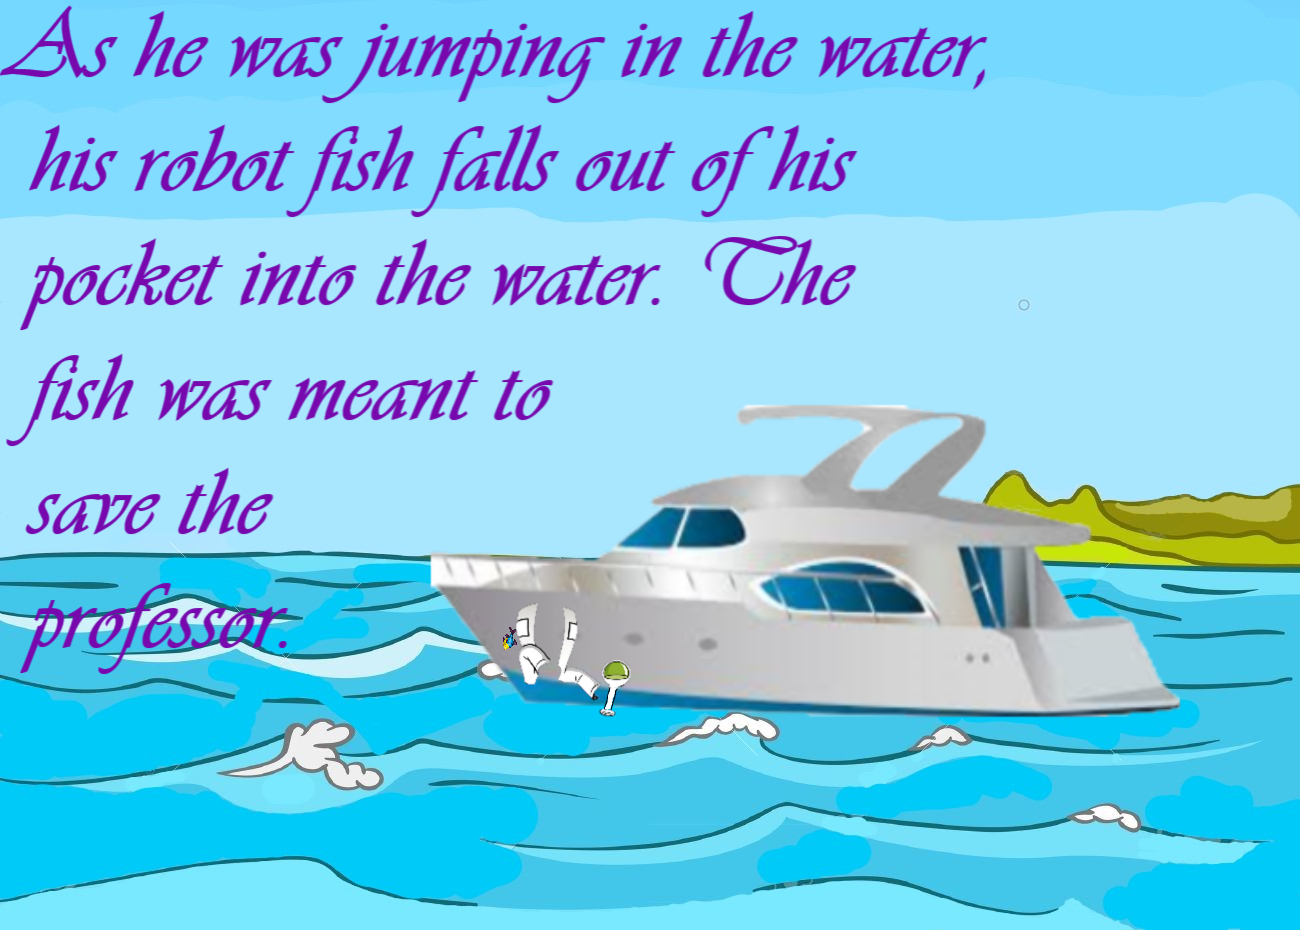 As he was jumping in the water,
his robot fish falls out of his
pocket into the water. The
fish was meant to
save the
professor.